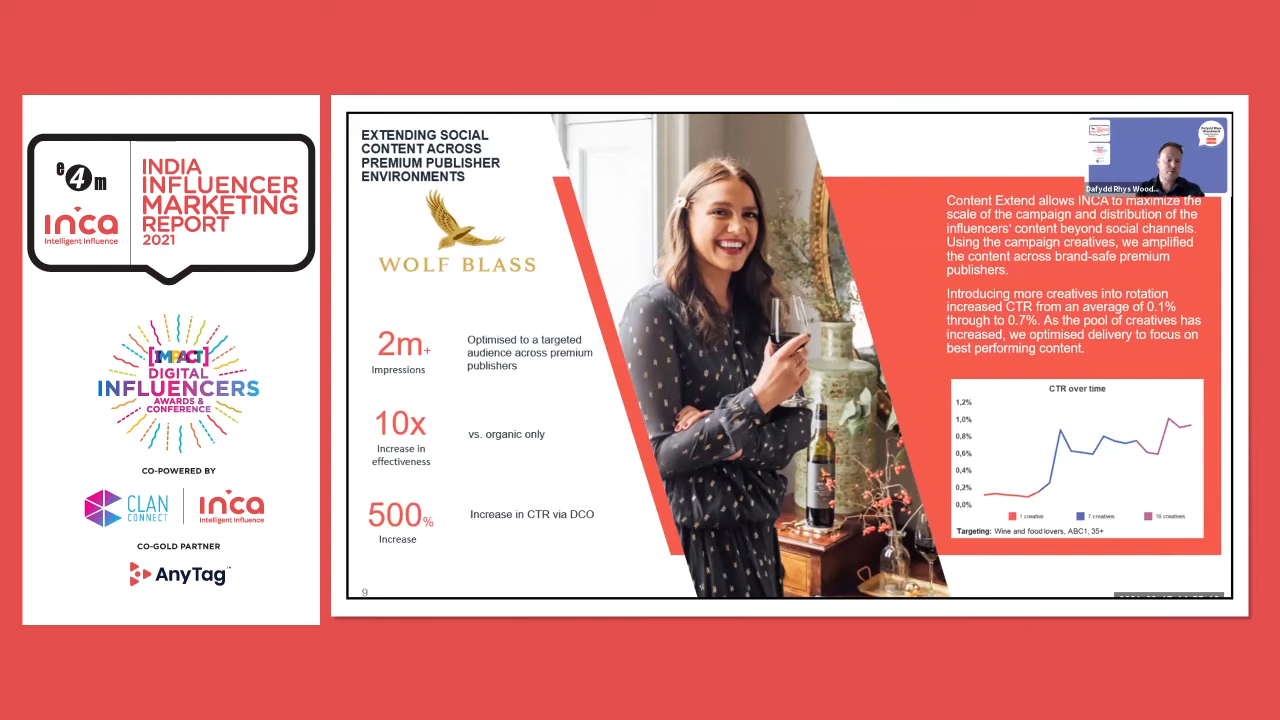 e4m
inca
Intelligent Influence
INDIA
INFLUENCER
MARKETING
REPORT
2021
[IMPACT]
DIGITAL
INFLUENCERS
AWARDS &
CONFERENCE
CO-POWERED BY
CLAN
CONNECT
inca
Intelligent Influence
CO-GOLD PARTNER
AnyTag™
EXTENDING SOCIAL
CONTENT ACROSS
PREMIUM PUBLISHER
ENVIRONMENTS
WOLF BLASS
2m+
Impressions
Optimised to a targeted
audience across premium
publishers
10x
Increase in
effectiveness
vs. organic only
500%
Increase
Increase in CTR via DCO
9
Dafydd Rhys Wood...
Content Extend allows INCA to maximize the
scale of the campaign and distribution of the
influencers' content beyond social channels.
Using the campaign creatives, we amplified
the content across brand-safe premium
publishers.
Introducing more creatives into rotation
increased CTR from an average of 0.1%
through to 0.7%. As the pool of creatives has
increased, we optimised delivery to focus on
best performing content.
CTR over time
1,2%
1,0%
0,8%
0,6%
0,4%
0,2%
0,0%
1 creative
7 creatives
Targeting: Wine and food lovers, ABC1, 35+